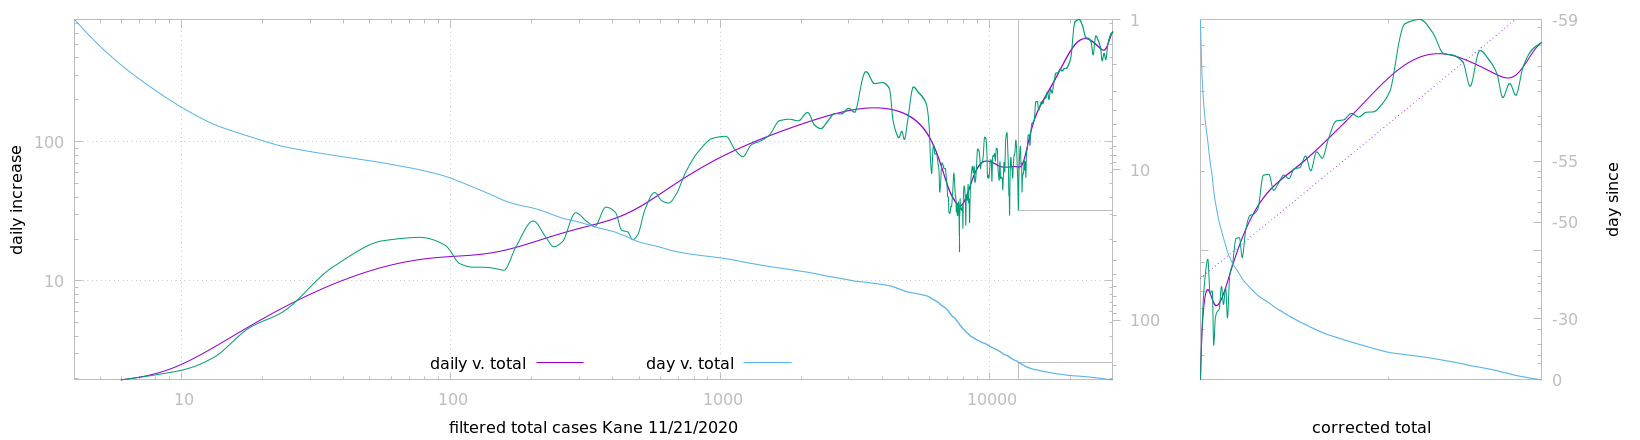 daily increase
100
10
10
100
1000
10000
1
10
100
daily v. total
day v. total
filtered total cases Kane 11/21/2020
-59
-55
-50
-30
0
day since
corrected total